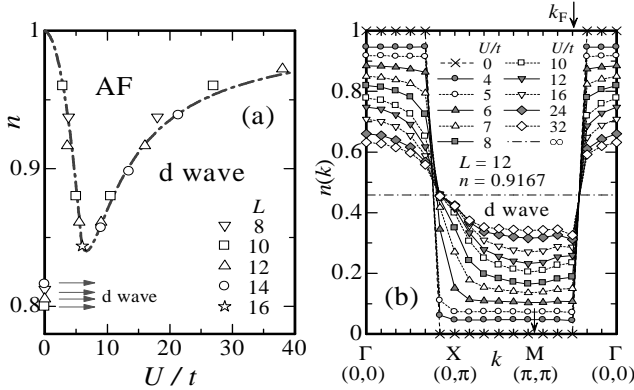 1
(a)
AF
n
0.9
d wave
L
8
10
12
14
16
d wave
0.8
0 10 20 30 40
U / t
k_F
1
(b)
U/t U/t
0 10
4 12
5 16
6 24
7 32
8 ∞
L = 12
n = 0.9167
d wave
n(k)
0.8
0.6
0.4
0.2
0
Γ X k M Γ
(0,0) (0,π) (π,π) (0,0)